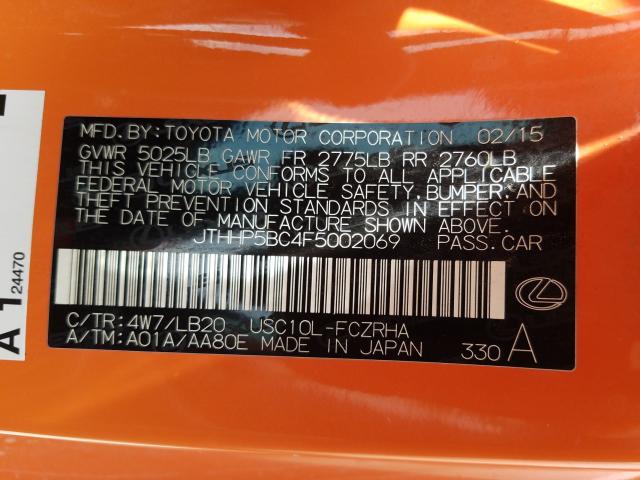 MFD.BY:TOYOTA MOTOR CORPORATION 02/15
GVWR 5025LB GAWR FR 2775LB RR 2760LB
THIS VEHICLE CONFORMS TO ALL APPLICABLE
FEDERAL MOTOR VEHICLE SAFETY, BUMPER, AND
THEFT PREVENTION STANDARDS IN EFFECT ON
THE DATE OF MANUFACTURE SHOWN ABOVE.
JTHHP5BC4F5002069 PASS.CAR
C/TR:4W7/LB20 USC10L-FCZRHA
A/TM:A01A/AA80E MADE IN JAPAN 330 A
A 1
24470